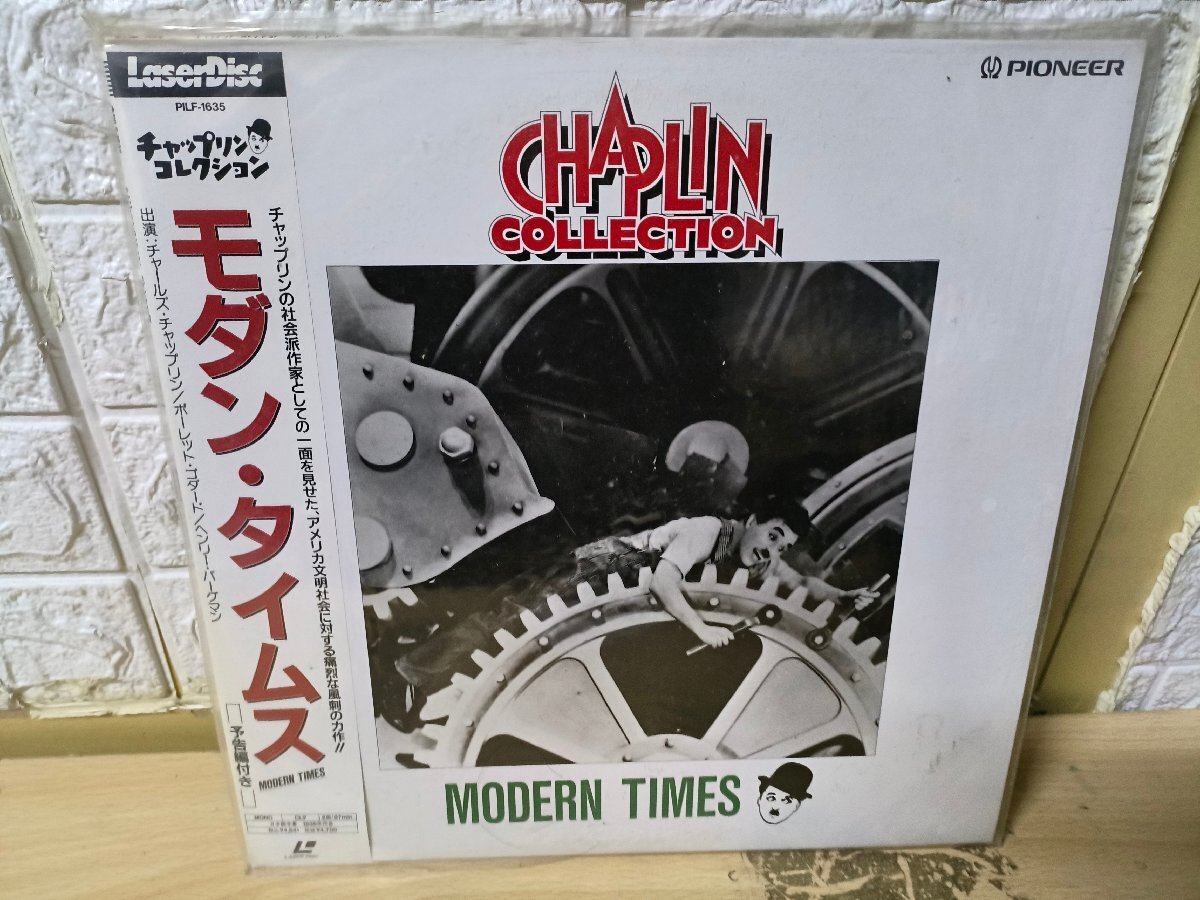 LaserDisc
PILF-1635
チャップリン
コレクション
チャップリンの社会派作家としての一面を見せた、アメリカ文明社会に対する痛烈な風刺の力作!!
モダン・タイムス
MODERN TIMES
出演:チャールズ・チャップリン/ポーレット・ゴダード/ヘンリー・バーグマン
予告編付き
MONO
LASERDISC
PIONEER
CHAPLIN
COLLECTION
MODERN TIMES